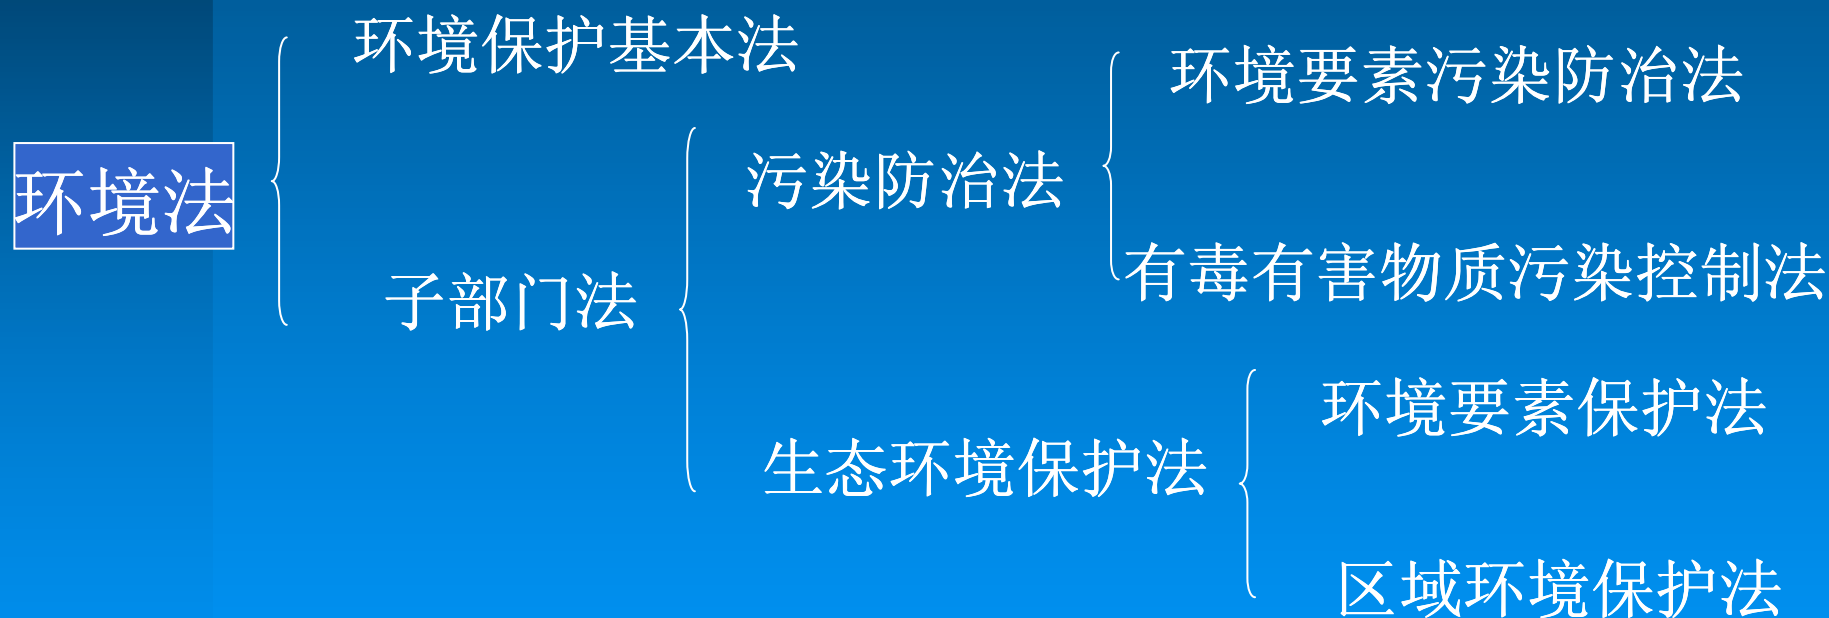 环境法
环境保护基本法
子部门法
污染防治法
环境要素污染防治法
有毒有害物质污染控制法
生态环境保护法
环境要素保护法
区域环境保护法